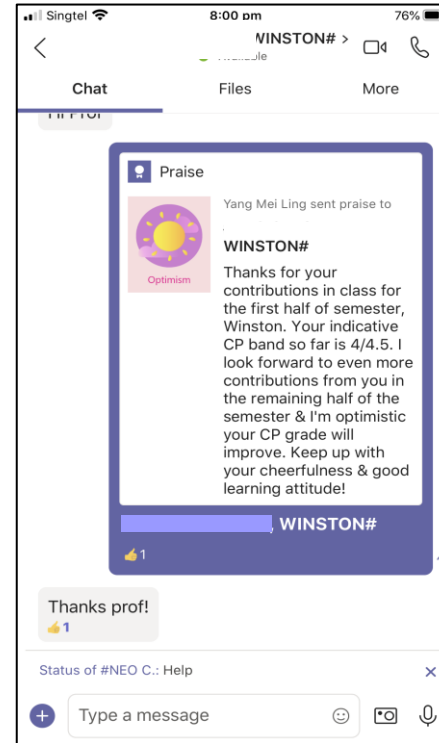 Singtel 8:00 pm 76%
WINSTON# >
Chat Files More
Hi Prof
Praise
Optimism
Yang Mei Ling sent praise to
WINSTON#
Thanks for your
contributions in class for
the first half of semester,
Winston. Your indicative
CP band so far is 4/4.5. I
look forward to even more
contributions from you in
the remaining half of the
semester & I'm optimistic
your CP grade will
improve. Keep up with
your cheerfulness & good
learning attitude!
, WINSTON#
👍1
Thanks prof!
👍1
Status of #NEO C.: Help
Type a message